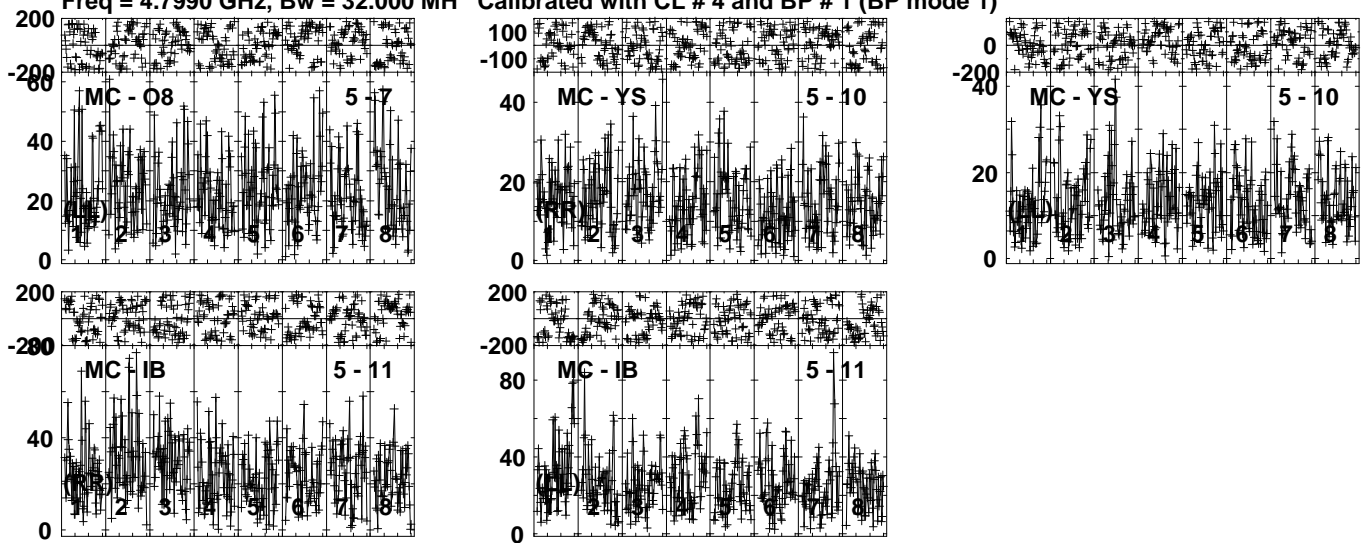 Freq = 4.7990 GHz, Bw = 32.000 MH Calibrated with CL # 4 and BP # 1 (BP mode 1)
200
-200
60
40
20
0
MC - O8 5 - 7
(LL)
1 2 3 4 5 6 7 8
100
-100
40
20
0
MC - YS 5 - 10
(RR)
1 2 3 4 5 6 7 8
0
-200
40
20
0
MC - YS 5 - 10
(LL)
1 2 3 4 5 6 7 8
200
-200
80
40
0
MC - IB 5 - 11
(RR)
1 2 3 4 5 6 7 8
200
-200
80
40
0
MC - IB 5 - 11
(LL)
1 2 3 4 5 6 7 8